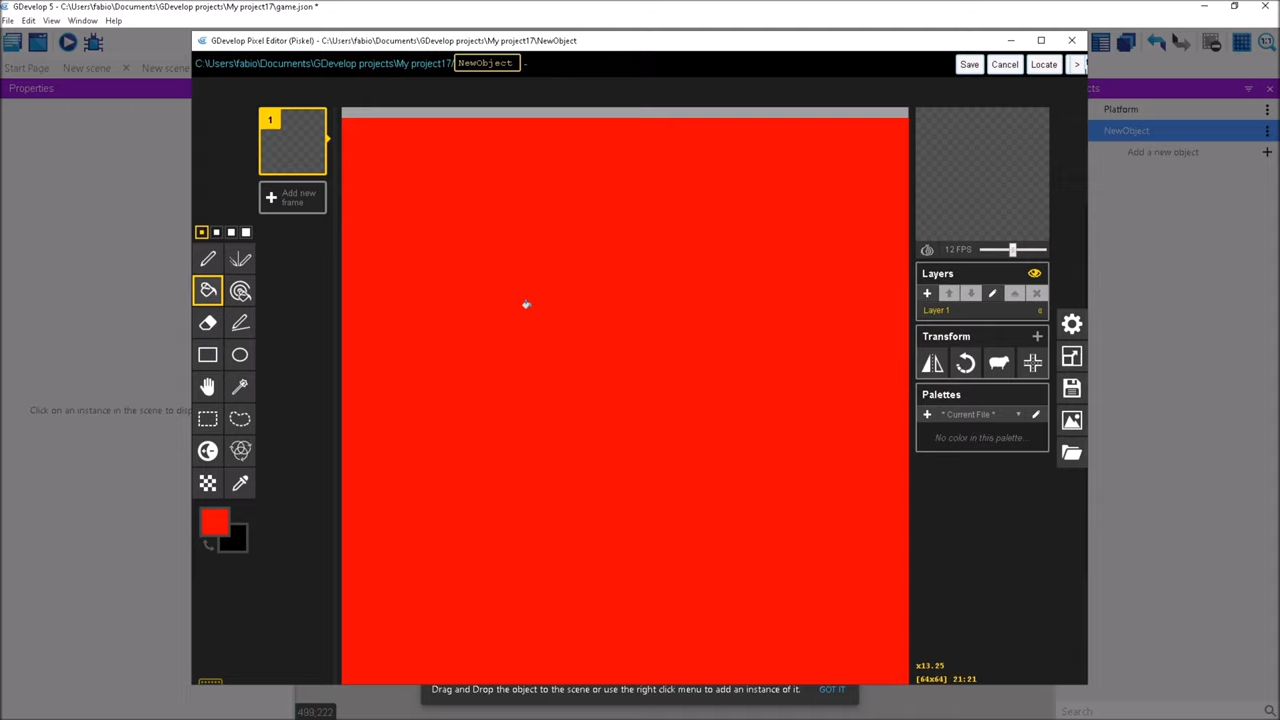 GDevelop 5 - C:\Users\fabio\Documents\GDevelop projects\My project17\game.json *
File Edit View Window Help
GDevelop Pixel Editor (Piskel) - C:\Users\fabio\Documents\GDevelop projects\My project17\NewObject
C:\Users\fabio\Documents\GDevelop projects\My project17/ NewObject -
Save Cancel Locate >
Start Page New scene × New scene
Properties
Platform
NewObject
Add a new object
1
Add new
frame
12 FPS
Layers
Layer 1 α
Transform
Palettes
* Current File *
No color in this palette...
Click on an instance in the scene to disp
x13.25
[64x64] 21:21
Drag and Drop the object to the scene or use the right click menu to add an instance of it. GOT IT
499;222
Search